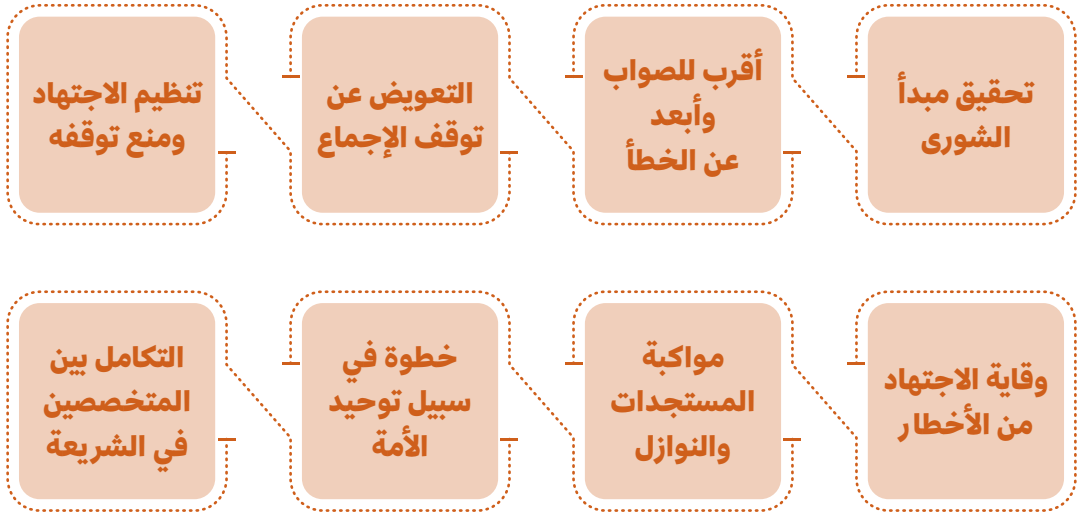 تحقيق مبدأ
الشورى
أقرب للصواب
وأبعد
عن الخطأ
التعويض عن
توقف الإجماع
تنظيم الاجتهاد
ومنع توقفه
وقاية الاجتهاد
من الأخطار
مواكبة
المستجدات
والنوازل
خطوة في
سبيل توحيد
الأمة
التكامل بين
المتخصصين
في الشريعة